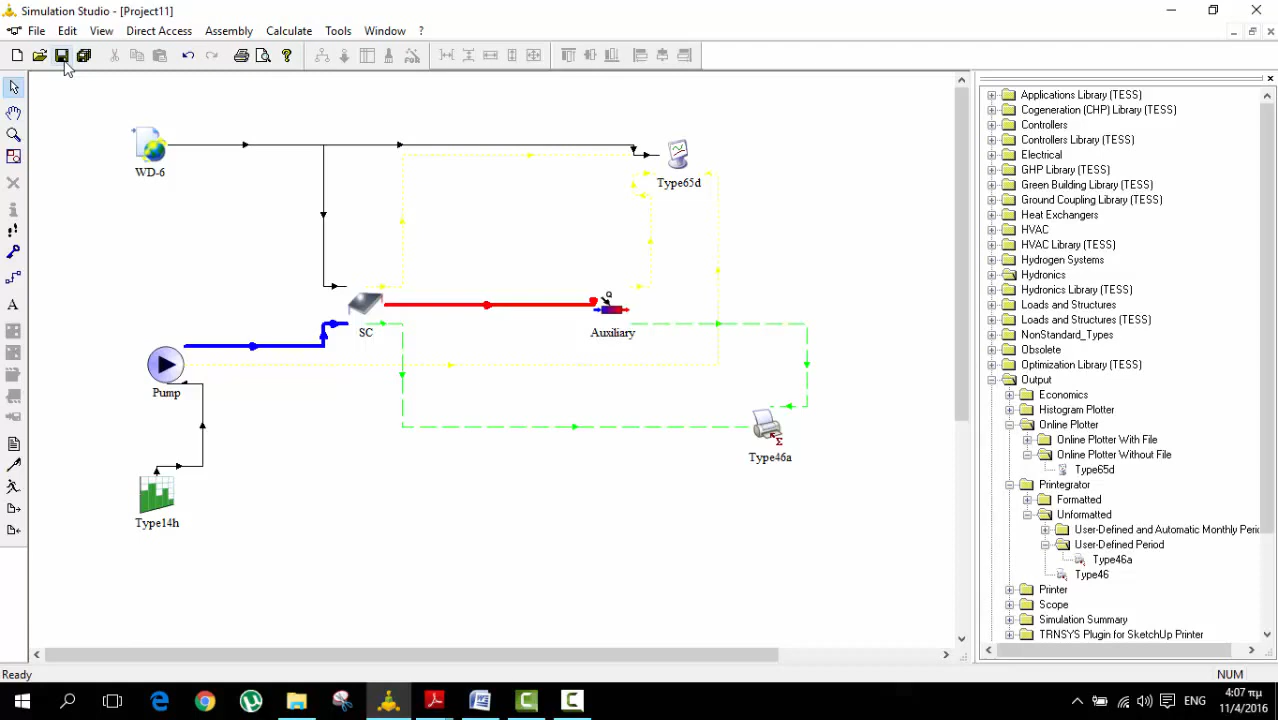 Simulation Studio - [Project11]
File Edit View Direct Access Assembly Calculate Tools Window ?
WD-6
Type65d
SC
Q
Auxiliary
Pump
Σ
Type46a
Type14h
Applications Library (TESS)
Cogeneration (CHP) Library (TESS)
Controllers
Controllers Library (TESS)
Electrical
GHP Library (TESS)
Green Building Library (TESS)
Ground Coupling Library (TESS)
Heat Exchangers
HVAC
HVAC Library (TESS)
Hydrogen Systems
Hydronics
Hydronics Library (TESS)
Loads and Structures
Loads and Structures (TESS)
NonStandard_Types
Obsolete
Optimization Library (TESS)
Output
Economics
Histogram Plotter
Online Plotter
Online Plotter With File
Online Plotter Without File
Type65d
Printegrator
Formatted
Unformatted
User-Defined and Automatic Monthly Perio
User-Defined Period
Type46a
Type46
Printer
Scope
Simulation Summary
TRNSYS Plugin for SketchUp Printer
Ready
NUM
ΕΝG
4:07 πμ
11/4/2016